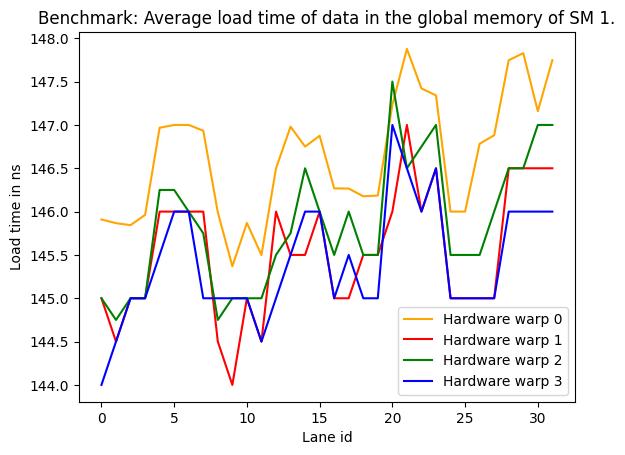 Benchmark: Average load time of data in the global memory of SM 1.
148.0
147.5
147.0
146.5
146.0
145.5
145.0
144.5
144.0
Load time in ns
Hardware warp 0
Hardware warp 1
Hardware warp 2
Hardware warp 3
0 5 10 15 20 25 30
Lane id